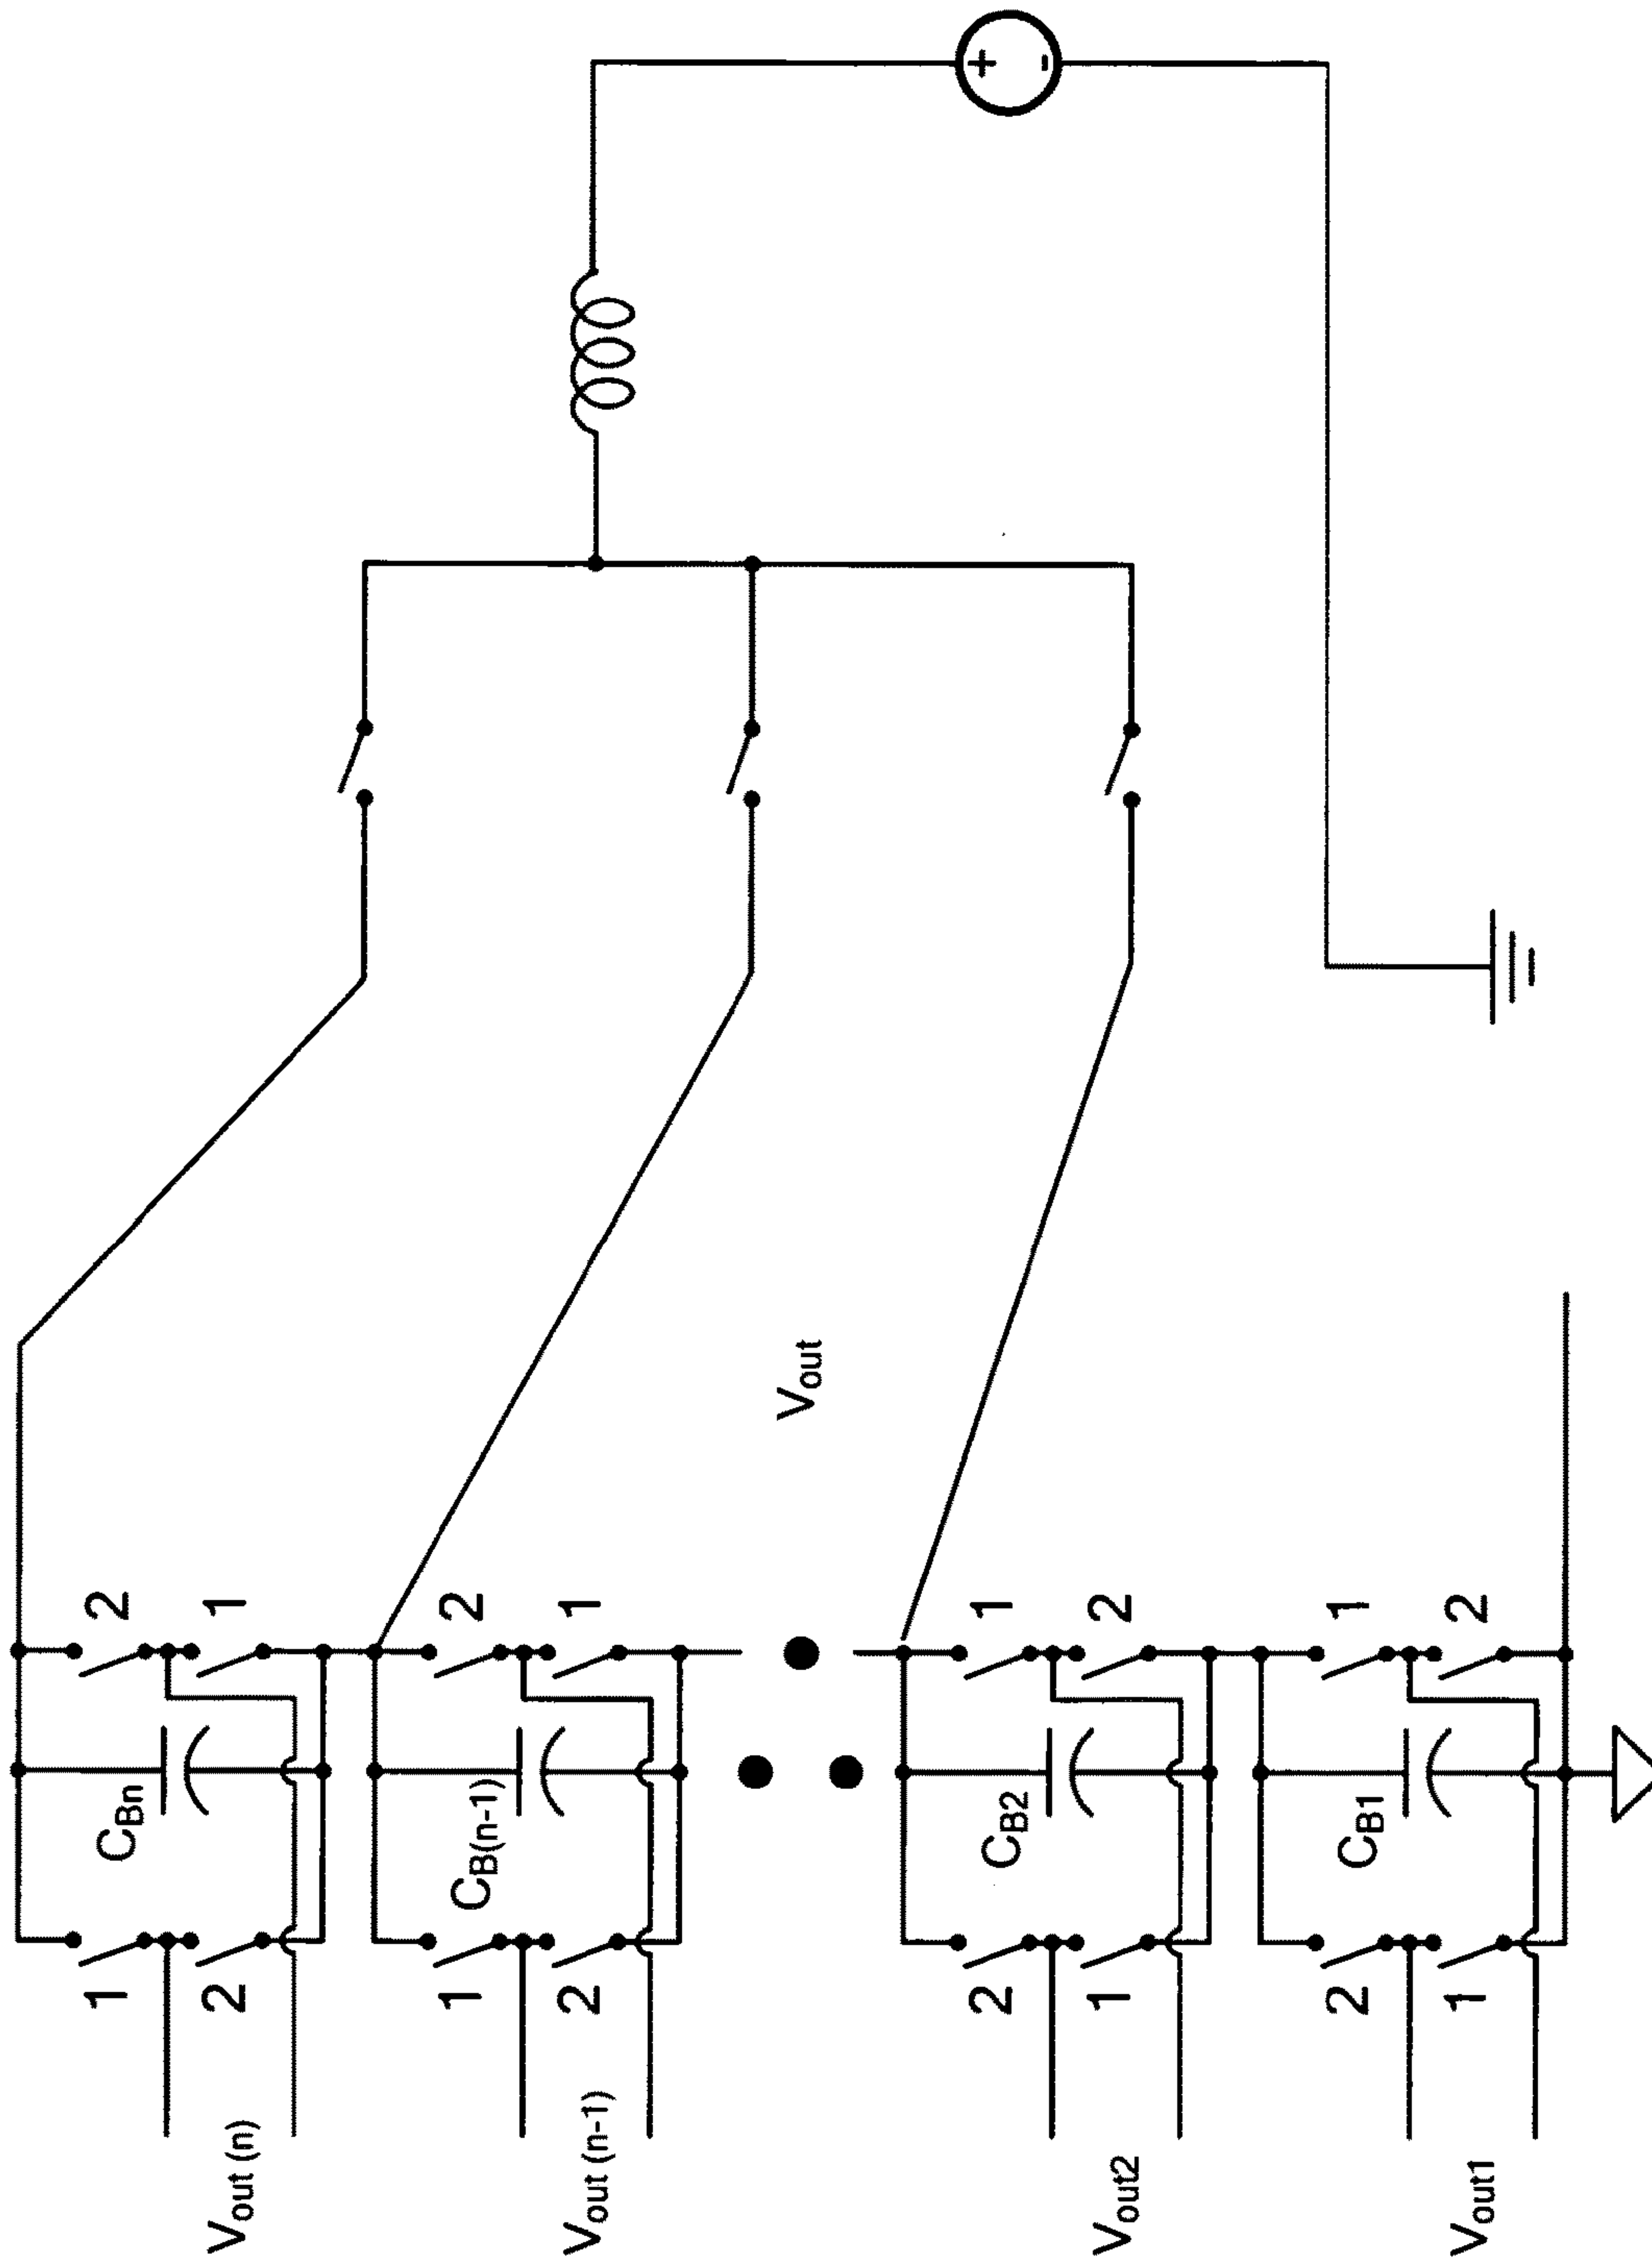 +
-
2
1
C_Bn
1
2
V_out (n)
2
1
C_B(n-1)
1
2
V_out (n-1)
V_out
1
2
C_B2
2
1
V_out2
1
2
C_B1
2
1
V_out1